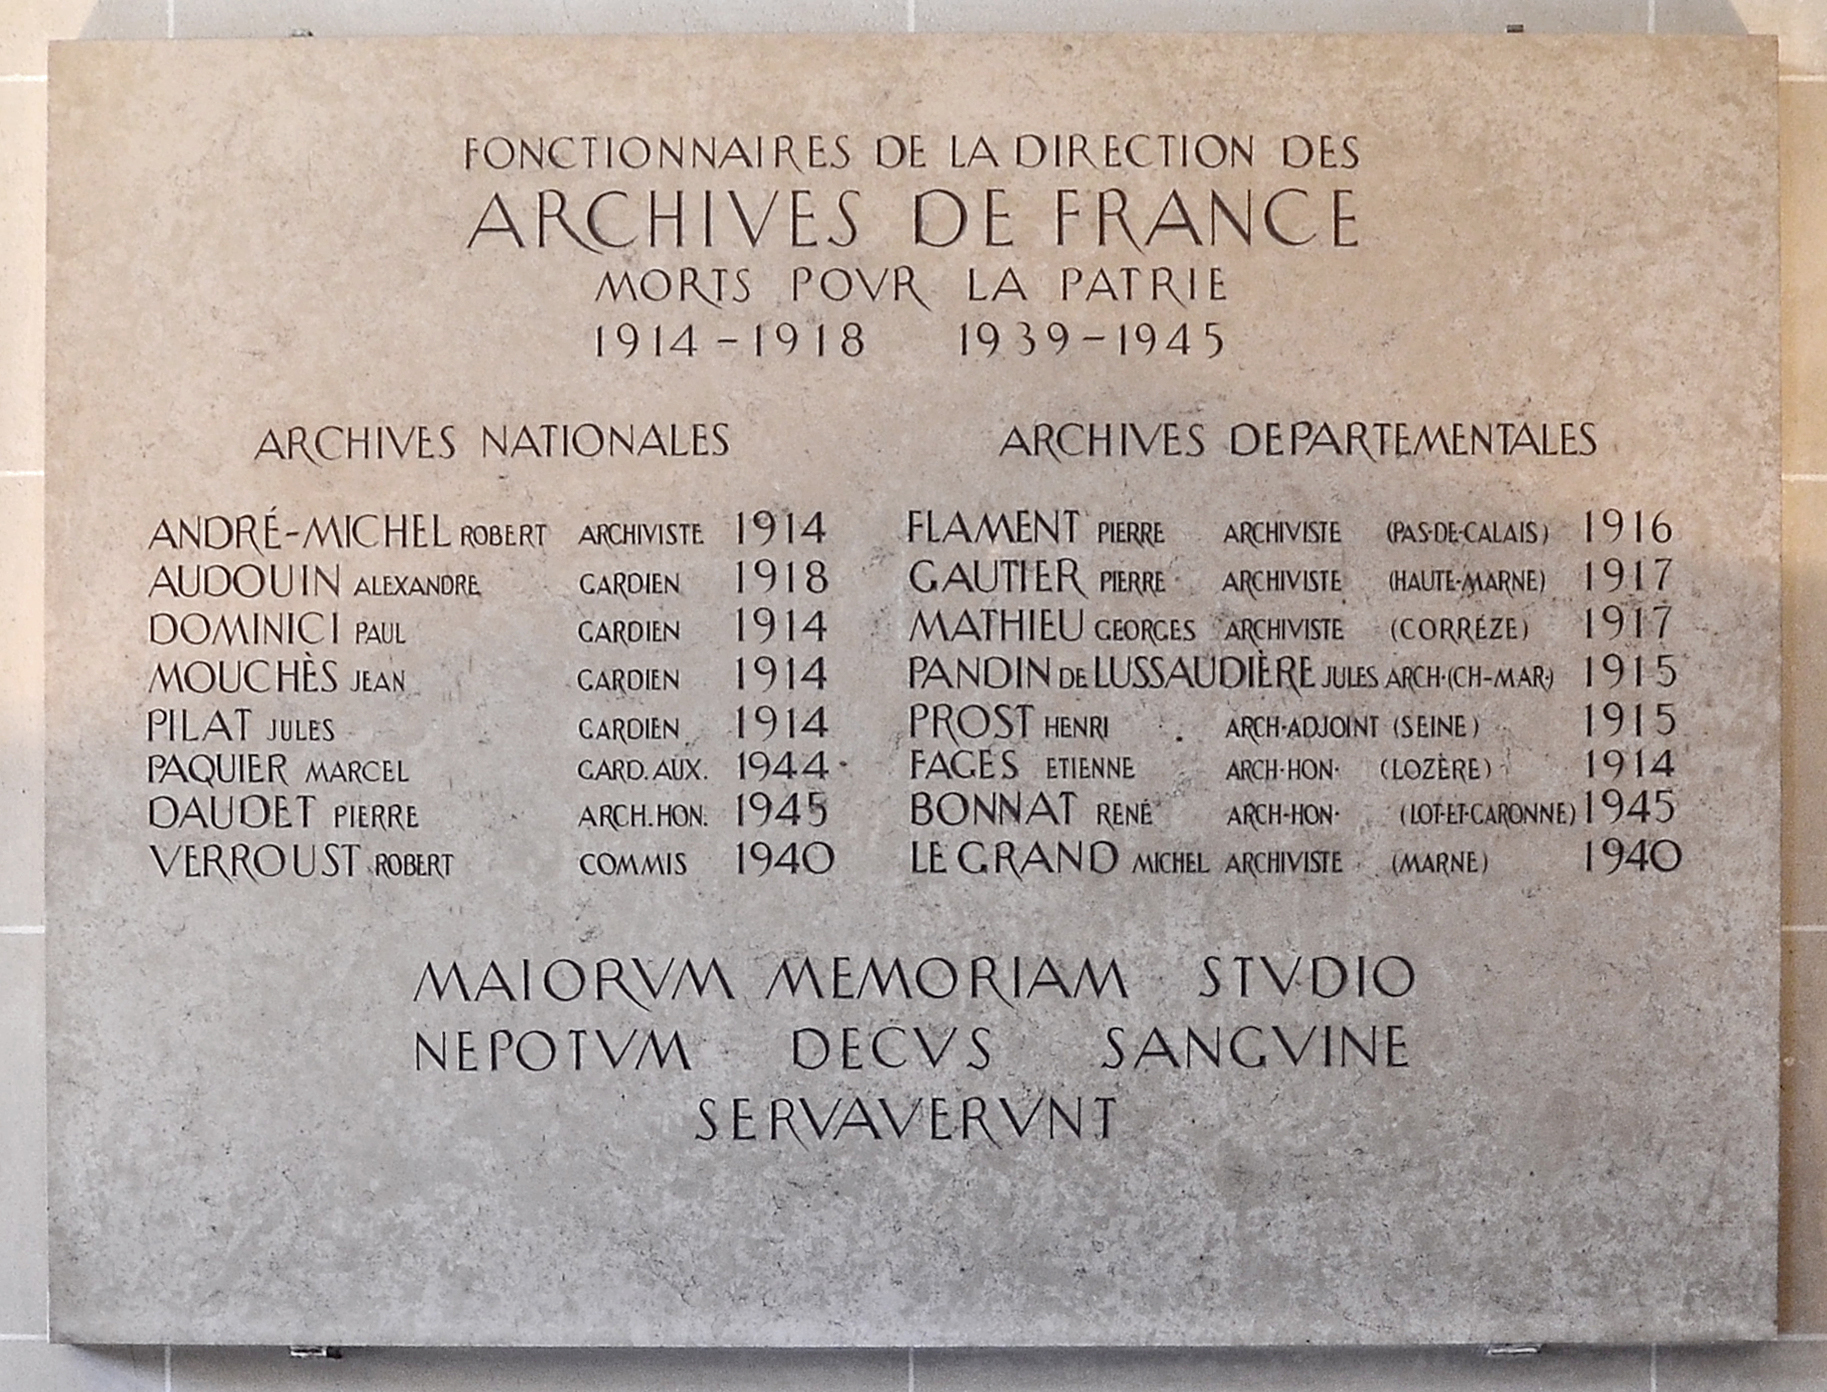 FONCTIONNAIRES DE LA DIRECTION DES
ARCHIVES DE FRANCE
MORTS POVR LA PATRIE
1914-1918 1939-1945
ARCHIVES NATIONALES
ANDRÉ-MICHEL ROBERT ARCHIVISTE 1914
AUDOUIN ALEXANDRE GARDIEN 1918
DOMINICI PAUL GARDIEN 1914
MOUCHÈS JEAN GARDIEN 1914
PILAT JULES GARDIEN 1914
PAQUIER MARCEL GARD. AUX. 1944
DAUDET PIERRE ARCH. HON. 1945
VERROUST ROBERT COMMIS 1940
ARCHIVES DEPARTEMENTALES
FLAMENT PIERRE ARCHIVISTE (PAS-DE-CALAIS) 1916
GAUTIER PIERRE ARCHIVISTE (HAUTE-MARNE) 1917
MATHIEU GEORGES ARCHIVISTE (CORRÉZE) 1917
PANDIN DE LUSSAUDIÈRE JULES ARCH·(CH-MAR·) 1915
PROST HENRI ARCH·ADJOINT (SEINE) 1915
FAGES ETIENNE ARCH·HON· (LOZÈRE) 1914
BONNAT RENÉ ARCH-HON· (LOT-ET-GARONNE) 1945
LE GRAND MICHEL ARCHIVISTE (MARNE) 1940
MAIORVM MEMORIAM STVDIO
NEPOTVM DECVS SANGVINE
SERVAVERVNT